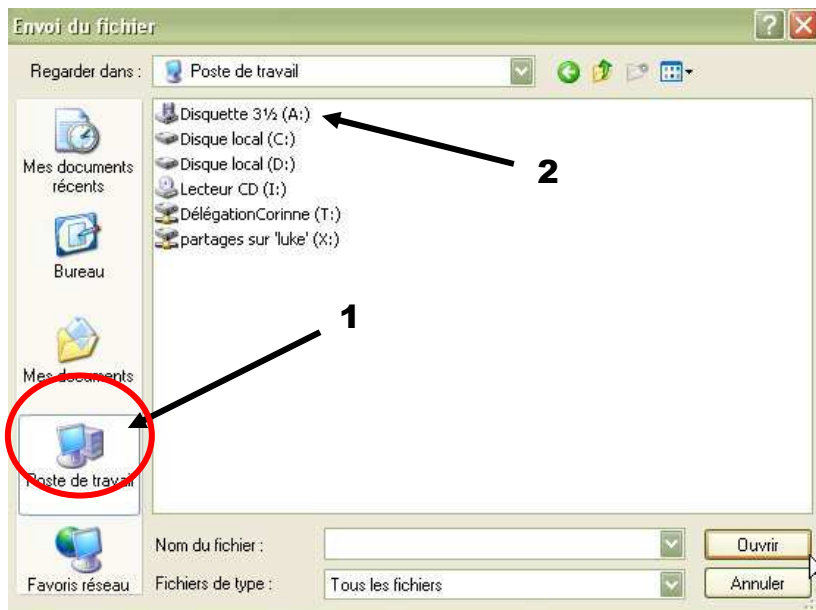 Envoi du fichier
Regarder dans :
Poste de travail
Mes documents
récents
Bureau
Mes documents
Poste de travail
Favoris réseau
Disquette 3½ (A:)
Disque local (C:)
Disque local (D:)
Lecteur CD (I:)
DélégationCorinne (T:)
partages sur 'luke' (X:)
2
1
Nom du fichier :
Ouvrir
Fichiers de type :
Tous les fichiers
Annuler